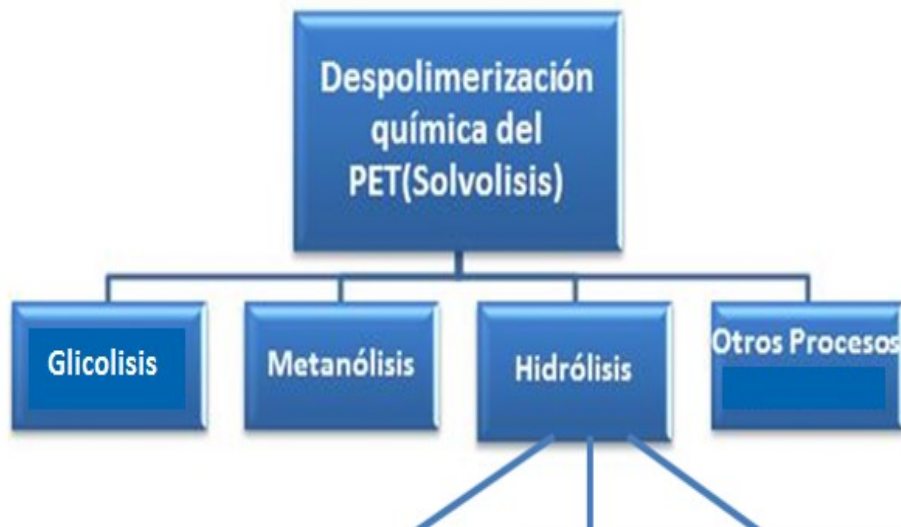 Despolimerización
química del
PET(Solvolisis)
Glicolisis
Metanólisis
Hidrólisis
Otros Procesos